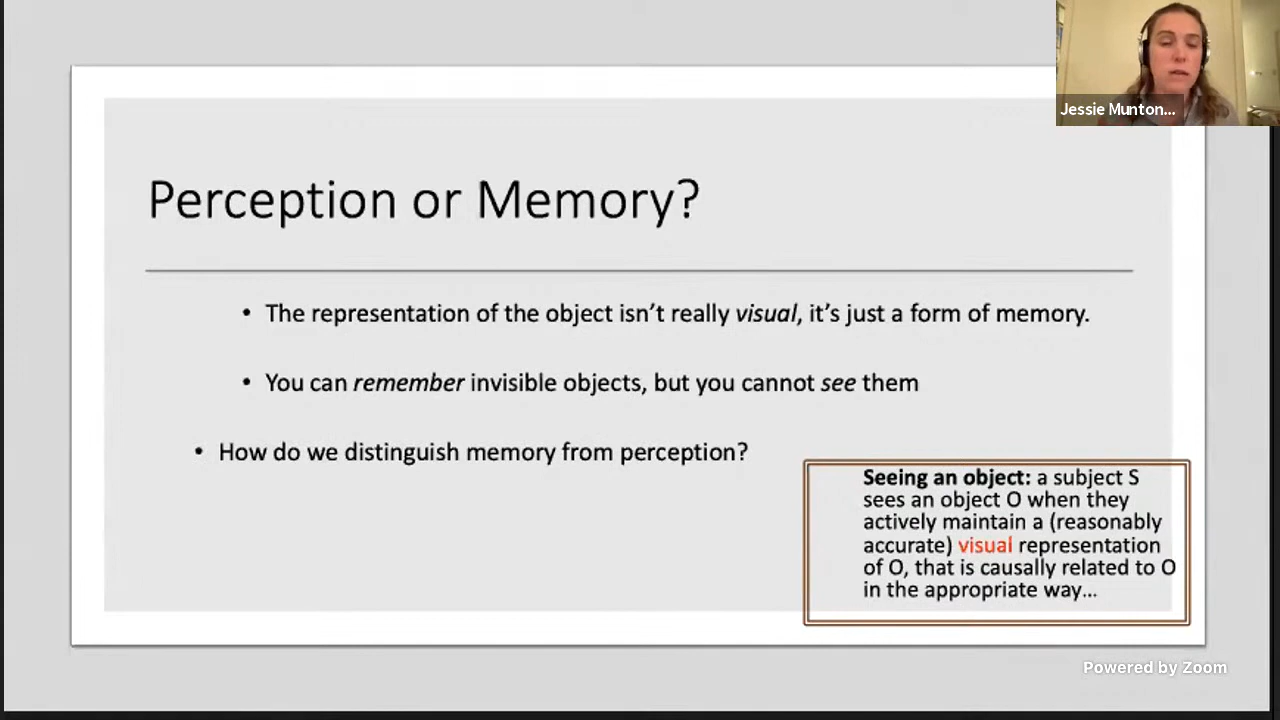 Jessie Munton...
Perception or Memory?
• The representation of the object isn't really visual, it's just a form of memory.
• You can remember invisible objects, but you cannot see them
• How do we distinguish memory from perception?
Seeing an object: a subject S
sees an object O when they
actively maintain a (reasonably
accurate) visual representation
of O, that is causally related to O
in the appropriate way...
Powered by Zoom